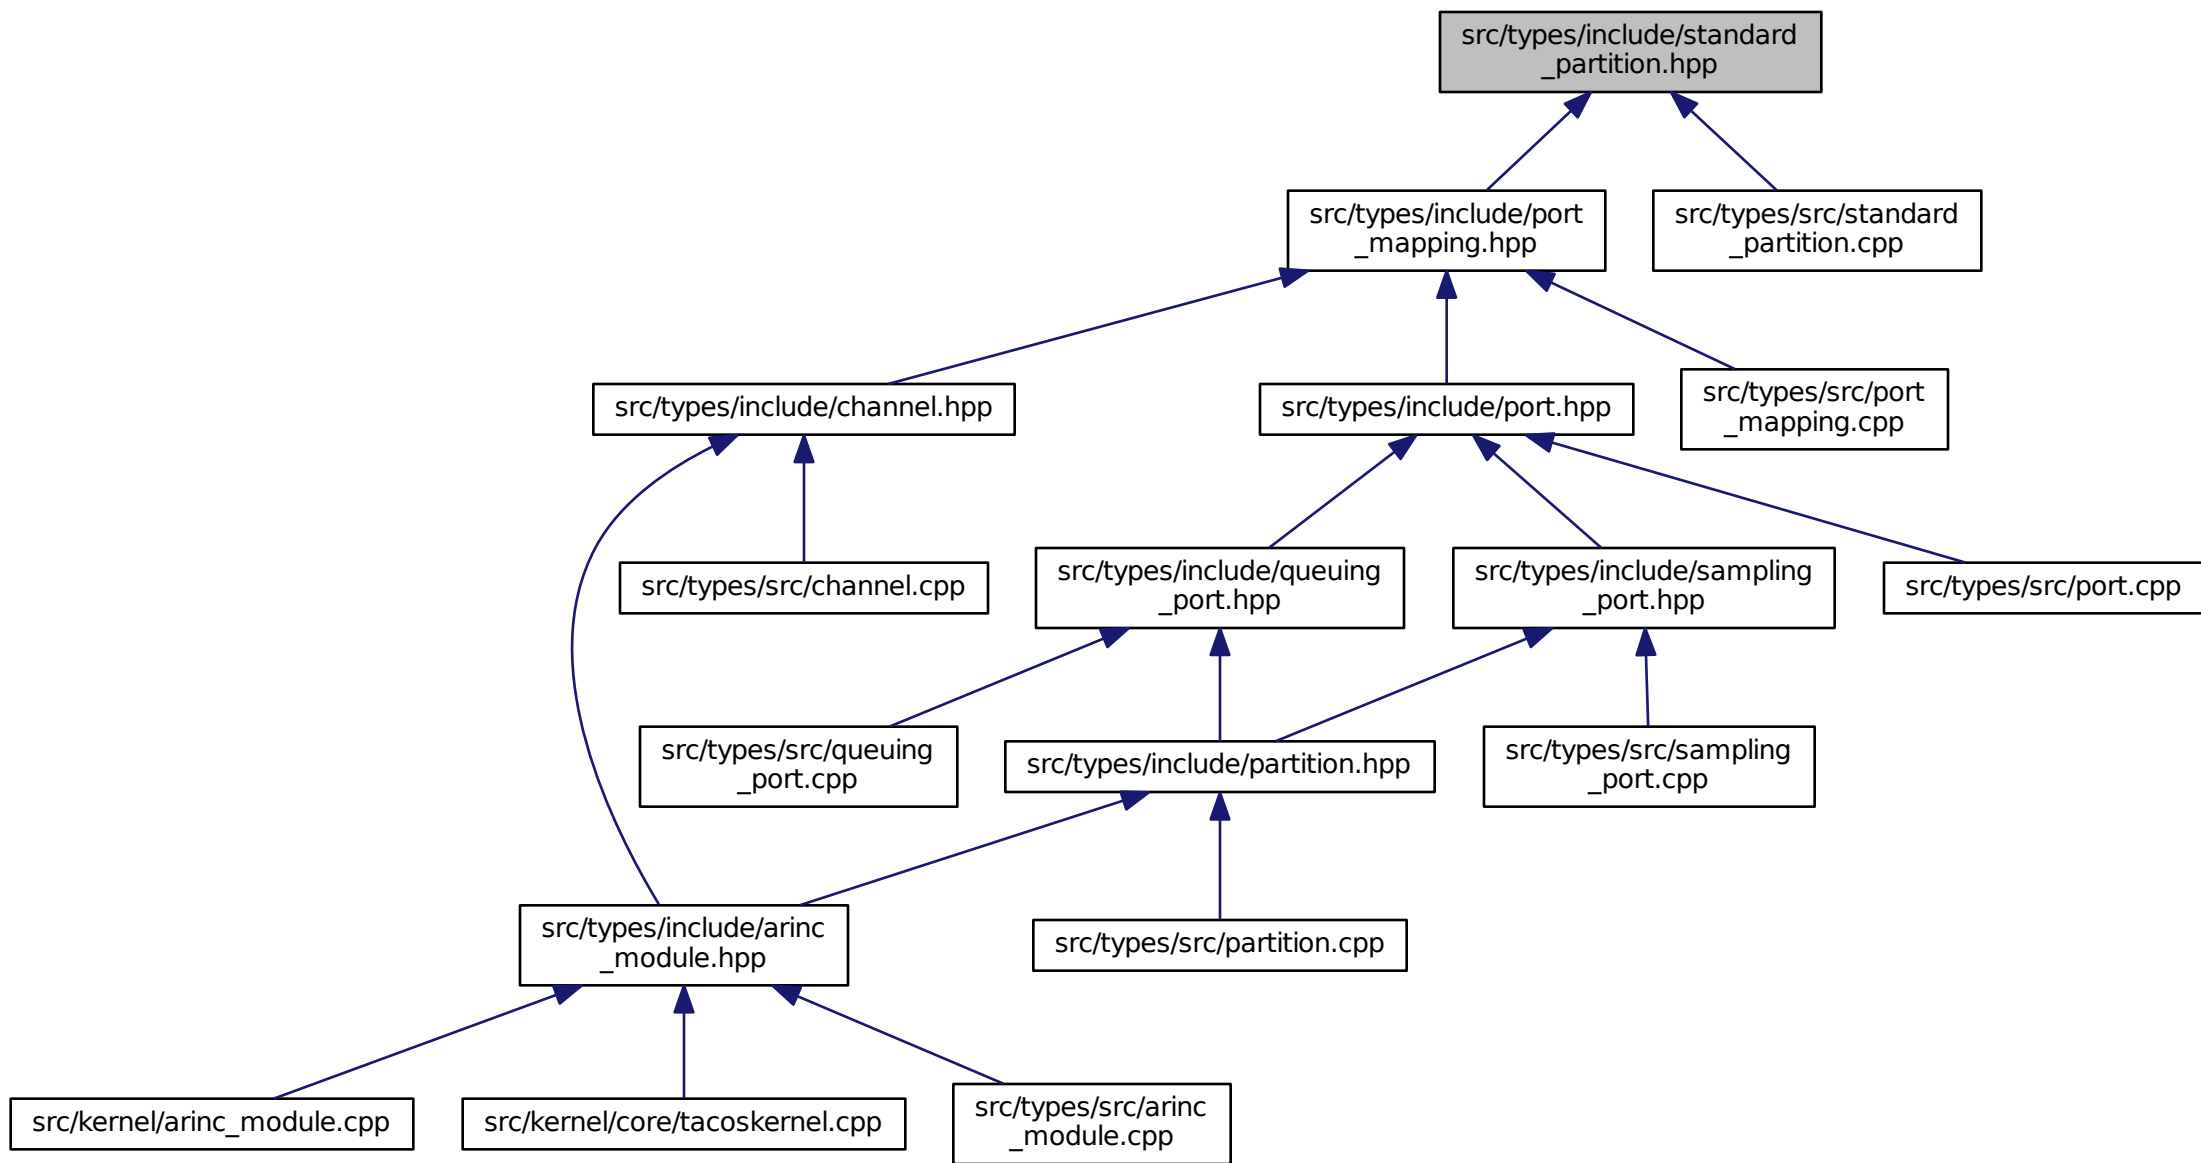 src/types/include/standard
_partition.hpp
src/types/include/port
_mapping.hpp
src/types/src/standard
_partition.cpp
src/types/include/channel.hpp
src/types/include/port.hpp
src/types/src/port
_mapping.cpp
src/types/src/channel.cpp
src/types/include/queuing
_port.hpp
src/types/include/sampling
_port.hpp
src/types/src/port.cpp
src/types/src/queuing
_port.cpp
src/types/include/partition.hpp
src/types/src/sampling
_port.cpp
src/types/include/arinc
_module.hpp
src/types/src/partition.cpp
src/kernel/arinc_module.cpp
src/kernel/core/tacoskernel.cpp
src/types/src/arinc
_module.cpp